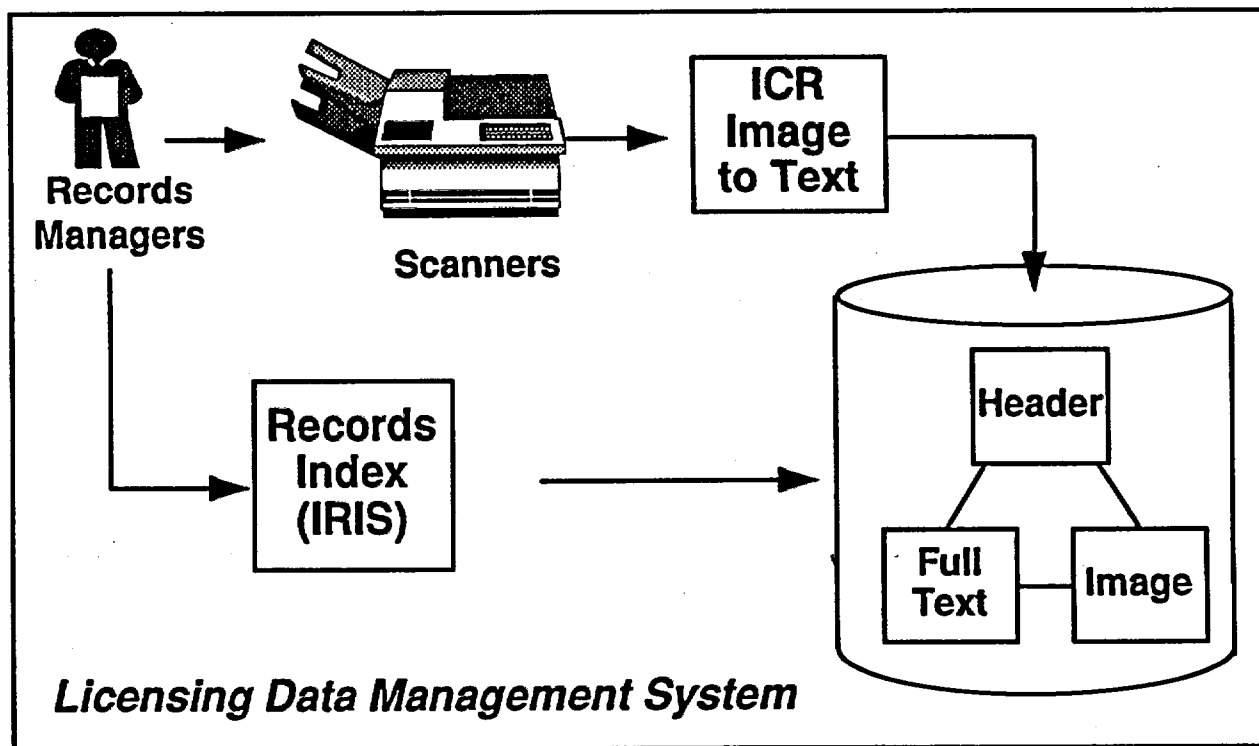 Records
Managers
Scanners
ICR
Image
to Text
Records
Index
(IRIS)
Header
Full
Text
Image
Licensing Data Management System